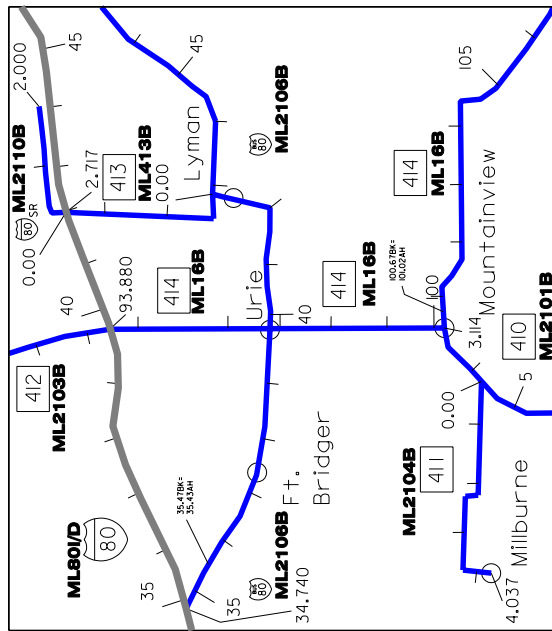 ML80I/D
80
35
35.47BK=
35.43AH
35
BUS
80
ML2106B
34.740
412
ML2103B
40
93.880
414
ML16B
Urie
40
Ft.
Bridger
ML2110B
80
SR
0.00
2.000
2.717
45
413
ML413B
0.00
Lyman
45
BUS
80
ML2106B
414
ML16B
100.67BK=
101.02AH
100
Mountainview
414
ML16B
105
3.114
410
ML2101B
5
0.00
ML2104B
411
Millburne
4.037